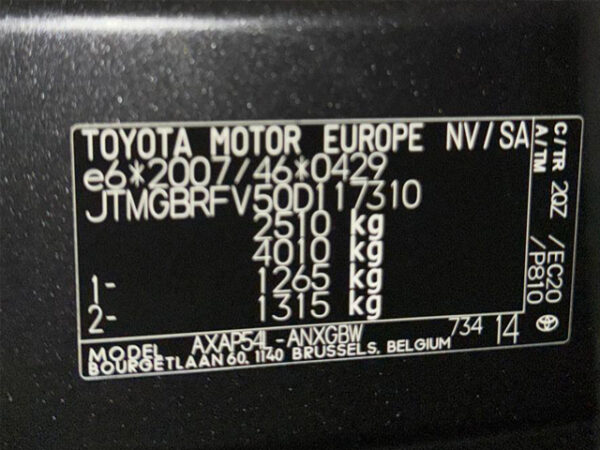 TOYOTA MOTOR EUROPE NV/SA
e6*2007/46*0429
JTMGBRFV50D117310
2510 kg
4010 kg
1- 1265 kg
2- 1315 kg
MODEL AXAP54L-ANXGBW 734 14
BOURGETLAAN 60, 1140 BRUSSELS, BELGIUM
C/TR 2QZ /EC20
A/TM /P810